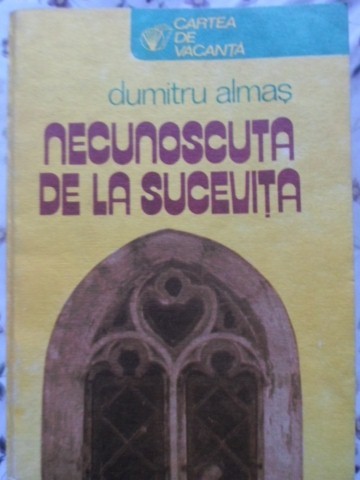 CARTEA
DE
VACANȚĂ
dumitru almaș
NECUNOSCUTA
DE LA SUCEVIȚA